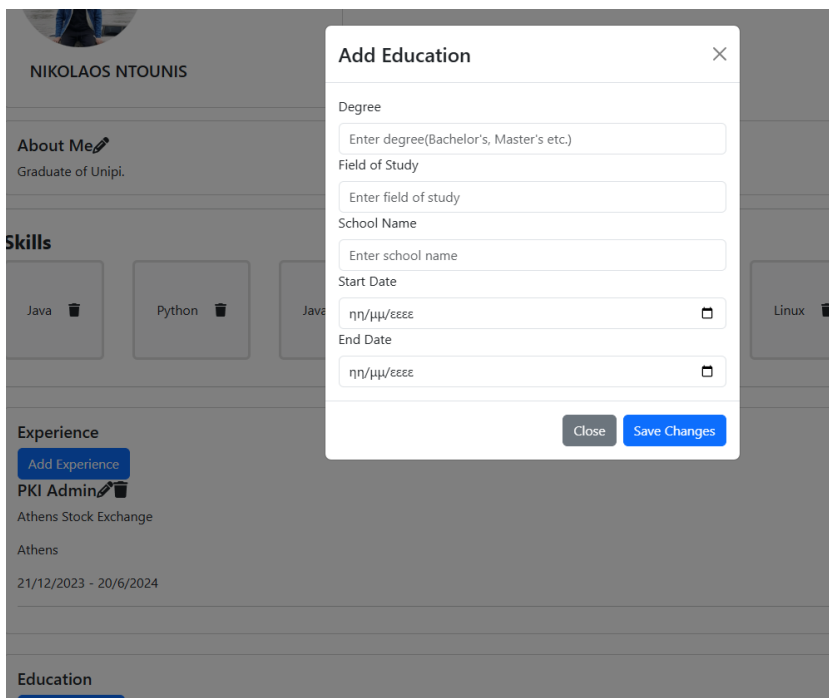 NIKOLAOS NTOUNIS
About Me
Graduate of Unipi.
Skills
Java
Python
Java
Linux
Experience
Add Experience
PKI Admin
Athens Stock Exchange
Athens
21/12/2023 - 20/6/2024
Education
Add Education
Degree
Enter degree(Bachelor's, Master's etc.)
Field of Study
Enter field of study
School Name
Enter school name
Start Date
ηη/μμ/εεεε
End Date
ηη/μμ/εεεε
Close
Save Changes